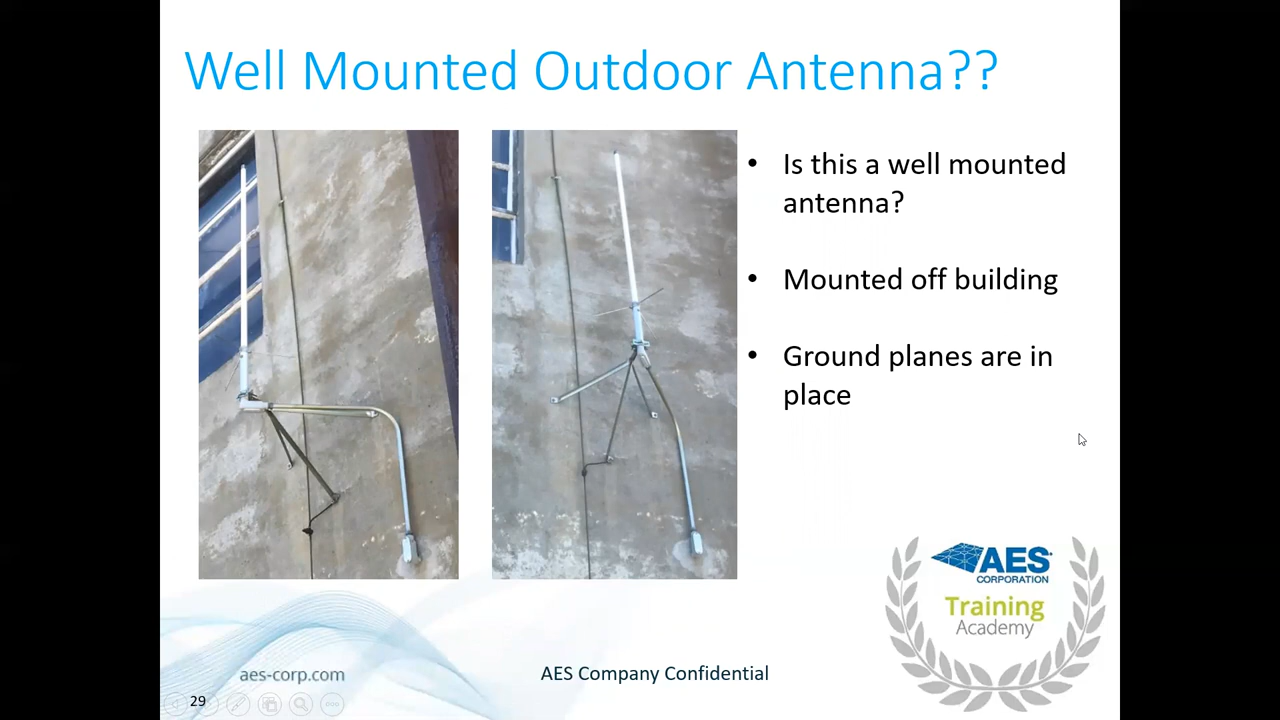 Well Mounted Outdoor Antenna??
• Is this a well mounted
antenna?
• Mounted off building
• Ground planes are in
place
AES
CORPORATION
Training
Academy
aes-corp.com
AES Company Confidential
29